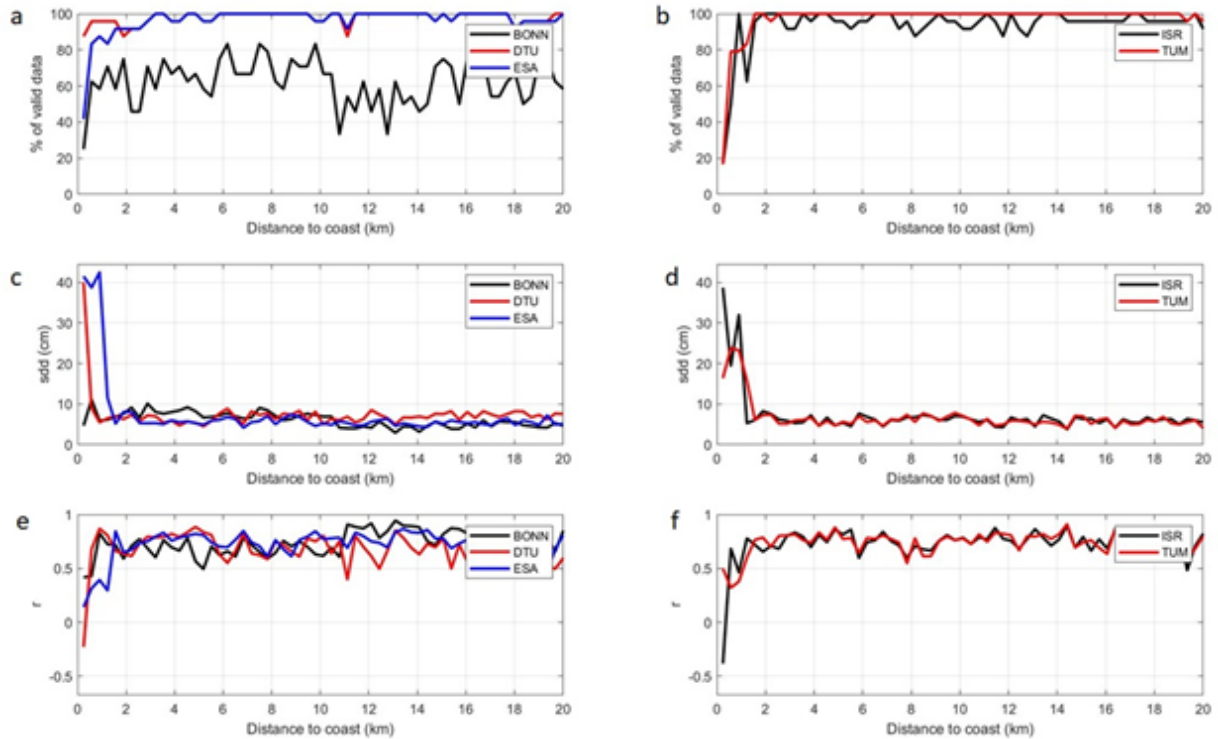 a
100
80
60
40
20
0
% of valid data
BONN
DTU
ESA
0 2 4 6 8 10 12 14 16 18 20
Distance to coast (km)
b
100
80
60
40
20
0
% of valid data
ISR
TUM
0 2 4 6 8 10 12 14 16 18 20
Distance to coast (km)
c
40
30
20
10
0
sdd (cm)
BONN
DTU
ESA
0 2 4 6 8 10 12 14 16 18 20
Distance to coast (km)
d
40
30
20
10
0
sdd (cm)
ISR
TUM
0 2 4 6 8 10 12 14 16 18 20
Distance to coast (km)
e
1
0.5
0
-0.5
r
BONN
DTU
ESA
0 2 4 6 8 10 12 14 16 18 20
Distance to coast (km)
f
1
0.5
0
-0.5
r
ISR
TUM
0 2 4 6 8 10 12 14 16 18 20
Distance to coast (km)